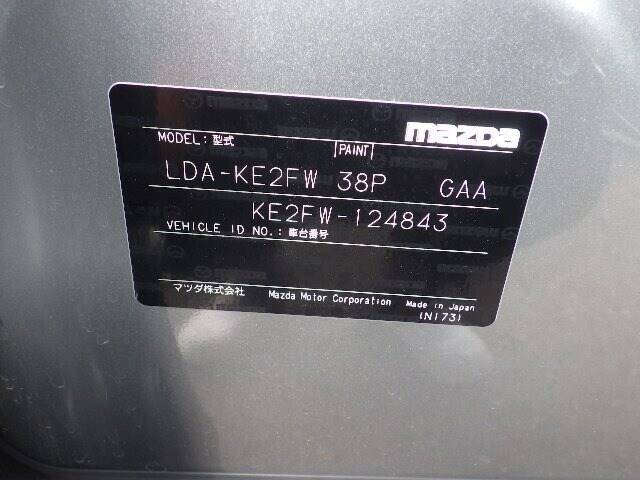 mazda
MODEL: 型式 PAINT
LDA-KE2FW 38P GAA
KE2FW-124843
VEHICLE ID NO.: 車台番号
マツダ株式会社 Mazda Motor Corporation Made in Japan
(N173)